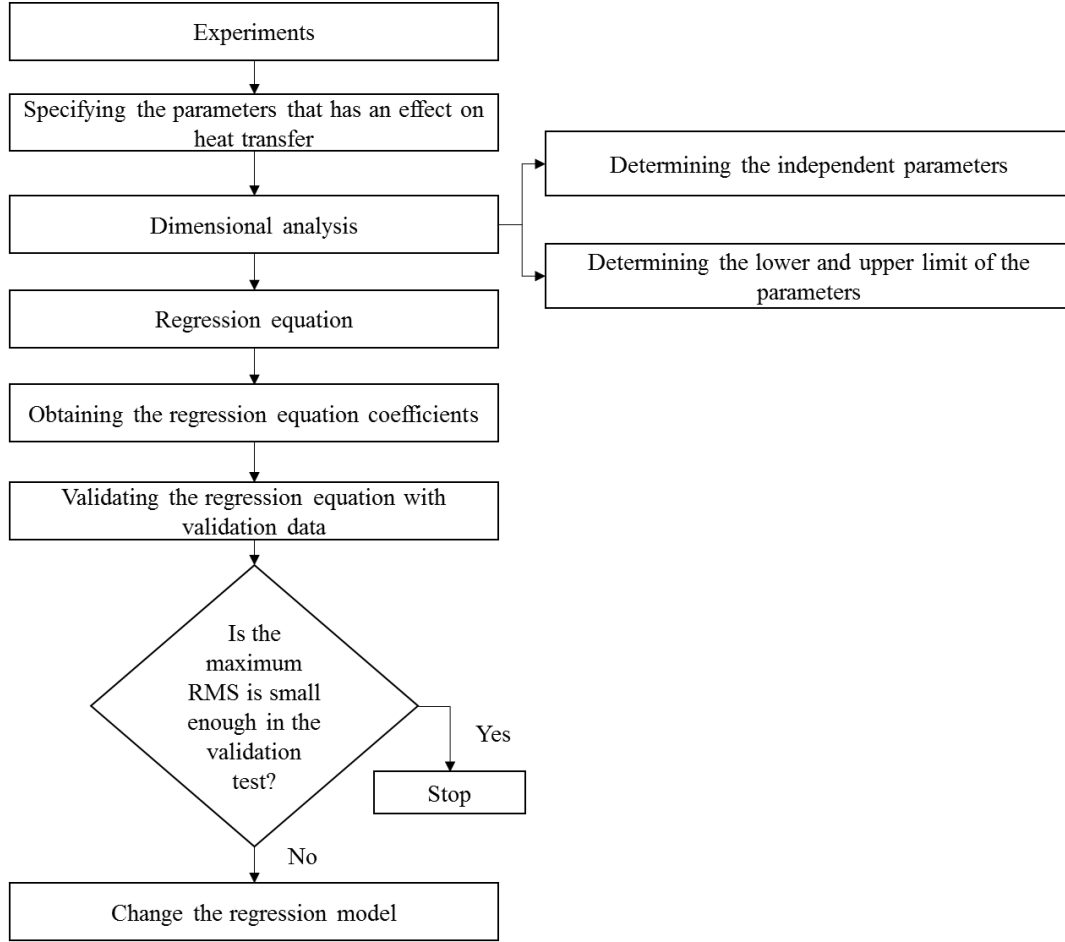 Experiments
Specifying the parameters that has an effect on
heat transfer
Determining the independent parameters
Dimensional analysis
Determining the lower and upper limit of the
parameters
Regression equation
Obtaining the regression equation coefficients
Validating the regression equation with
validation data
Is the
maximum
RMS is small
enough in the
validation
test?
Yes
Stop
No
Change the regression model